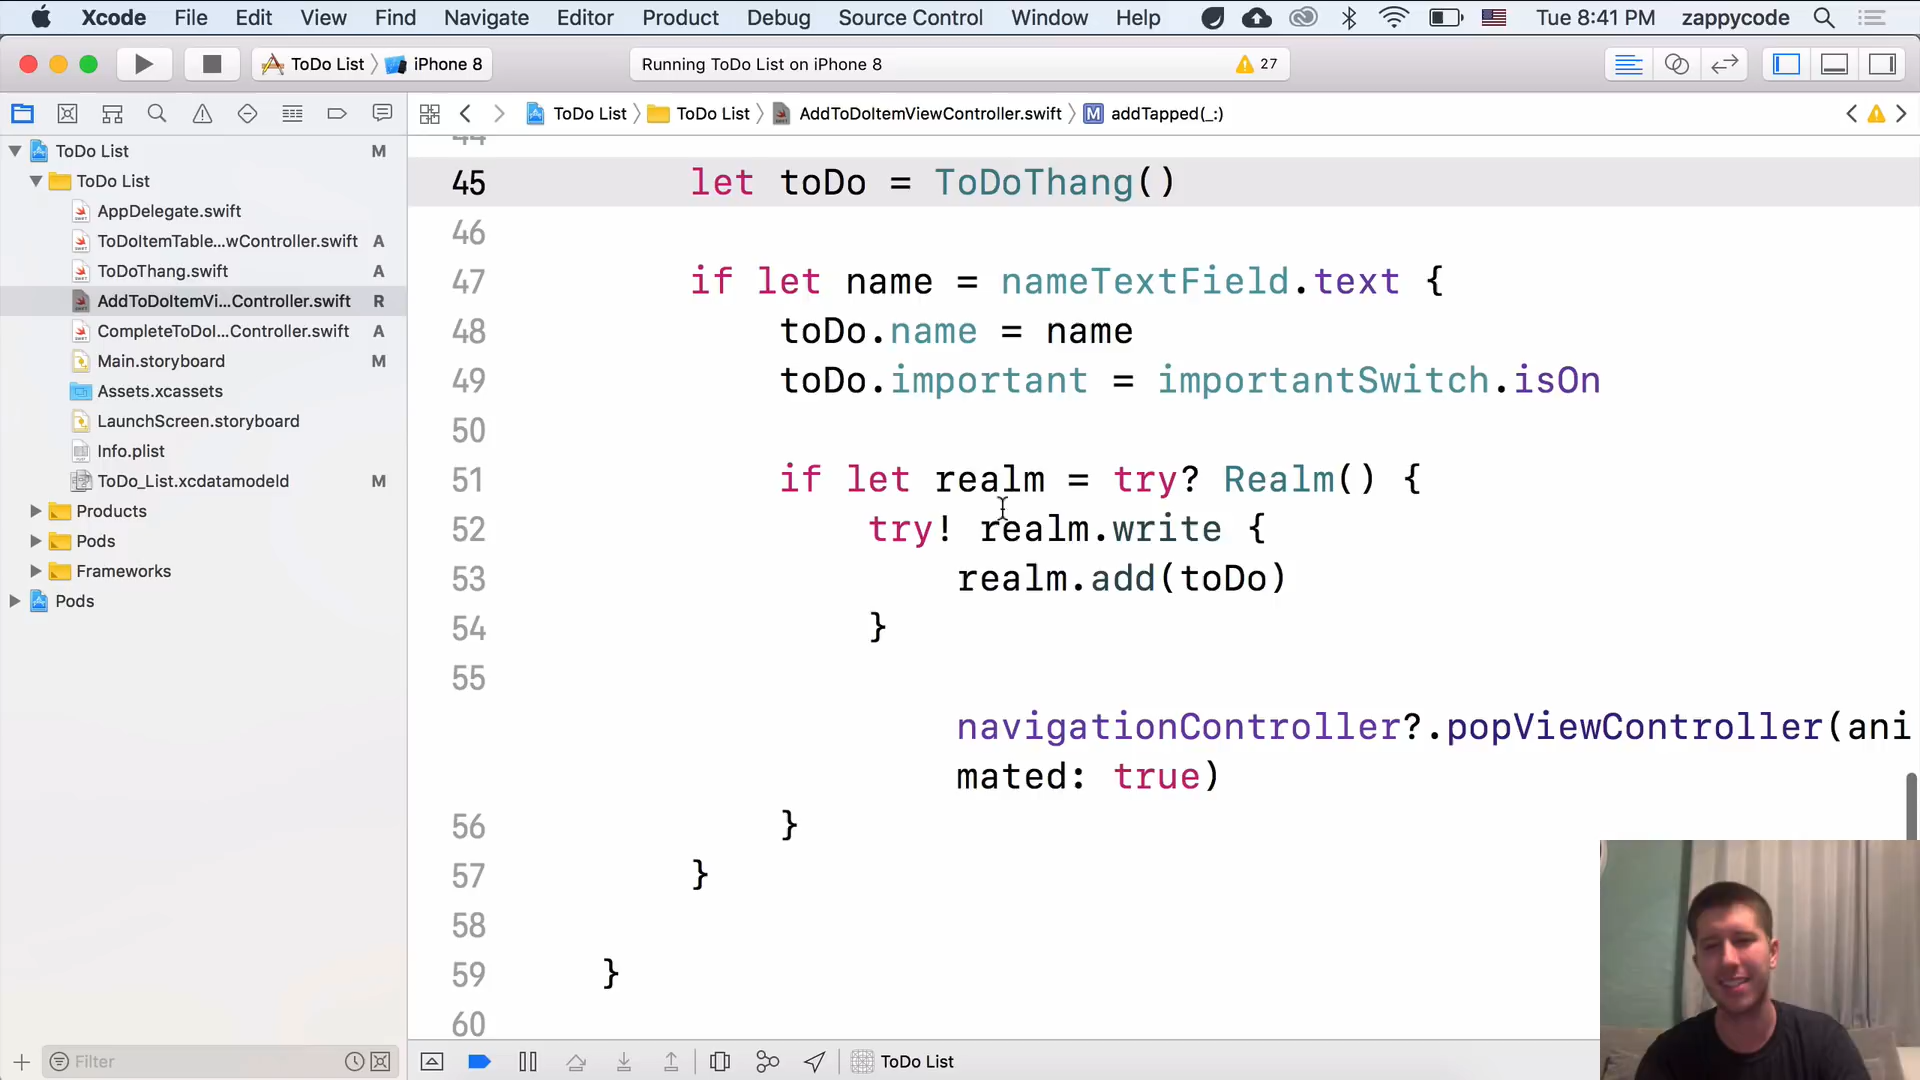 Xcode File Edit View Find Navigate Editor Product Debug Source Control Window Help Tue 8:41 PM zappycode
ToDo List iPhone 8 Running ToDo List on iPhone 8 27
ToDo List ToDo List AddToDoItemViewController.swift M addTapped(_:)
ToDo List M
ToDo List
AppDelegate.swift
ToDoItemTable...wController.swift A
ToDoThang.swift A
AddToDoItemVi...Controller.swift R
CompleteToDoI...Controller.swift A
Main.storyboard M
Assets.xcassets
LaunchScreen.storyboard
Info.plist
ToDo_List.xcdatamodeld M
Products
Pods
Frameworks
Pods
Filter
44
45 let toDo = ToDoThang()
46
47 if let name = nameTextField.text {
48 toDo.name = name
49 toDo.important = importantSwitch.isOn
50
51 if let realm = try? Realm() {
52 try! realm.write {
53 realm.add(toDo)
54 }
55
navigationController?.popViewController(ani
mated: true)
56 }
57 }
58
59 }
60
ToDo List